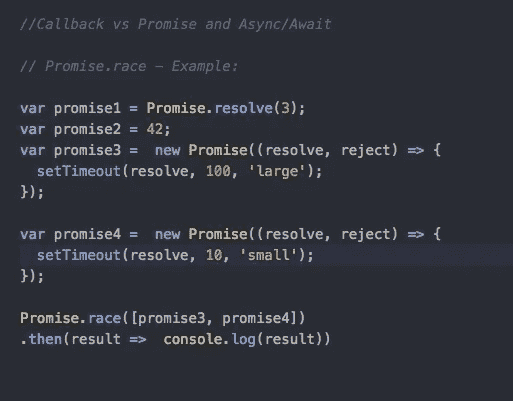 //Callback vs Promise and Async/Await
// Promise.race – Example:
var promise1 = Promise.resolve(3);
var promise2 = 42;
var promise3 =  new Promise((resolve, reject) => {
  setTimeout(resolve, 100, 'large');
});
var promise4 =  new Promise((resolve, reject) => {
  setTimeout(resolve, 10, 'small');
});
Promise.race([promise3, promise4])
.then(result =>  console.log(result))